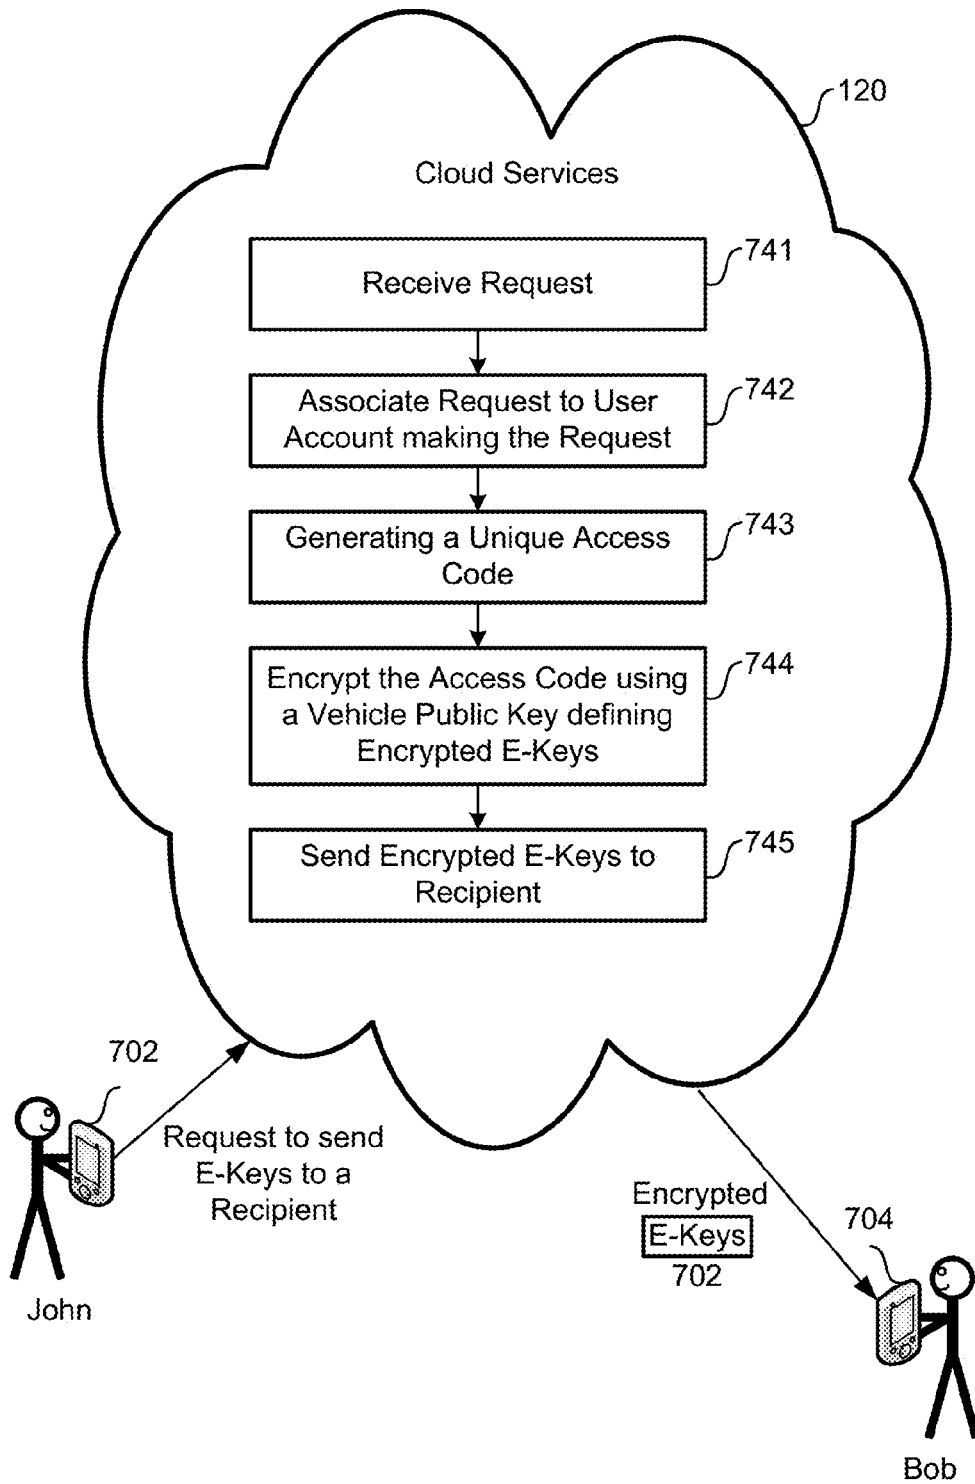 120
Cloud Services
741
Receive Request
742
Associate Request to User
Account making the Request
743
Generating a Unique Access
Code
744
Encrypt the Access Code using
a Vehicle Public Key defining
Encrypted E-Keys
745
Send Encrypted E-Keys to
Recipient
702
Request to send
E-Keys to a
Recipient
John
Encrypted
E-Keys
702
704
Bob